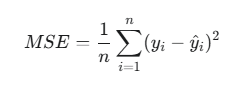 MSE = \frac{1}{n} \sum_{i=1}^{n} (y_i - \hat{y}_i)^2